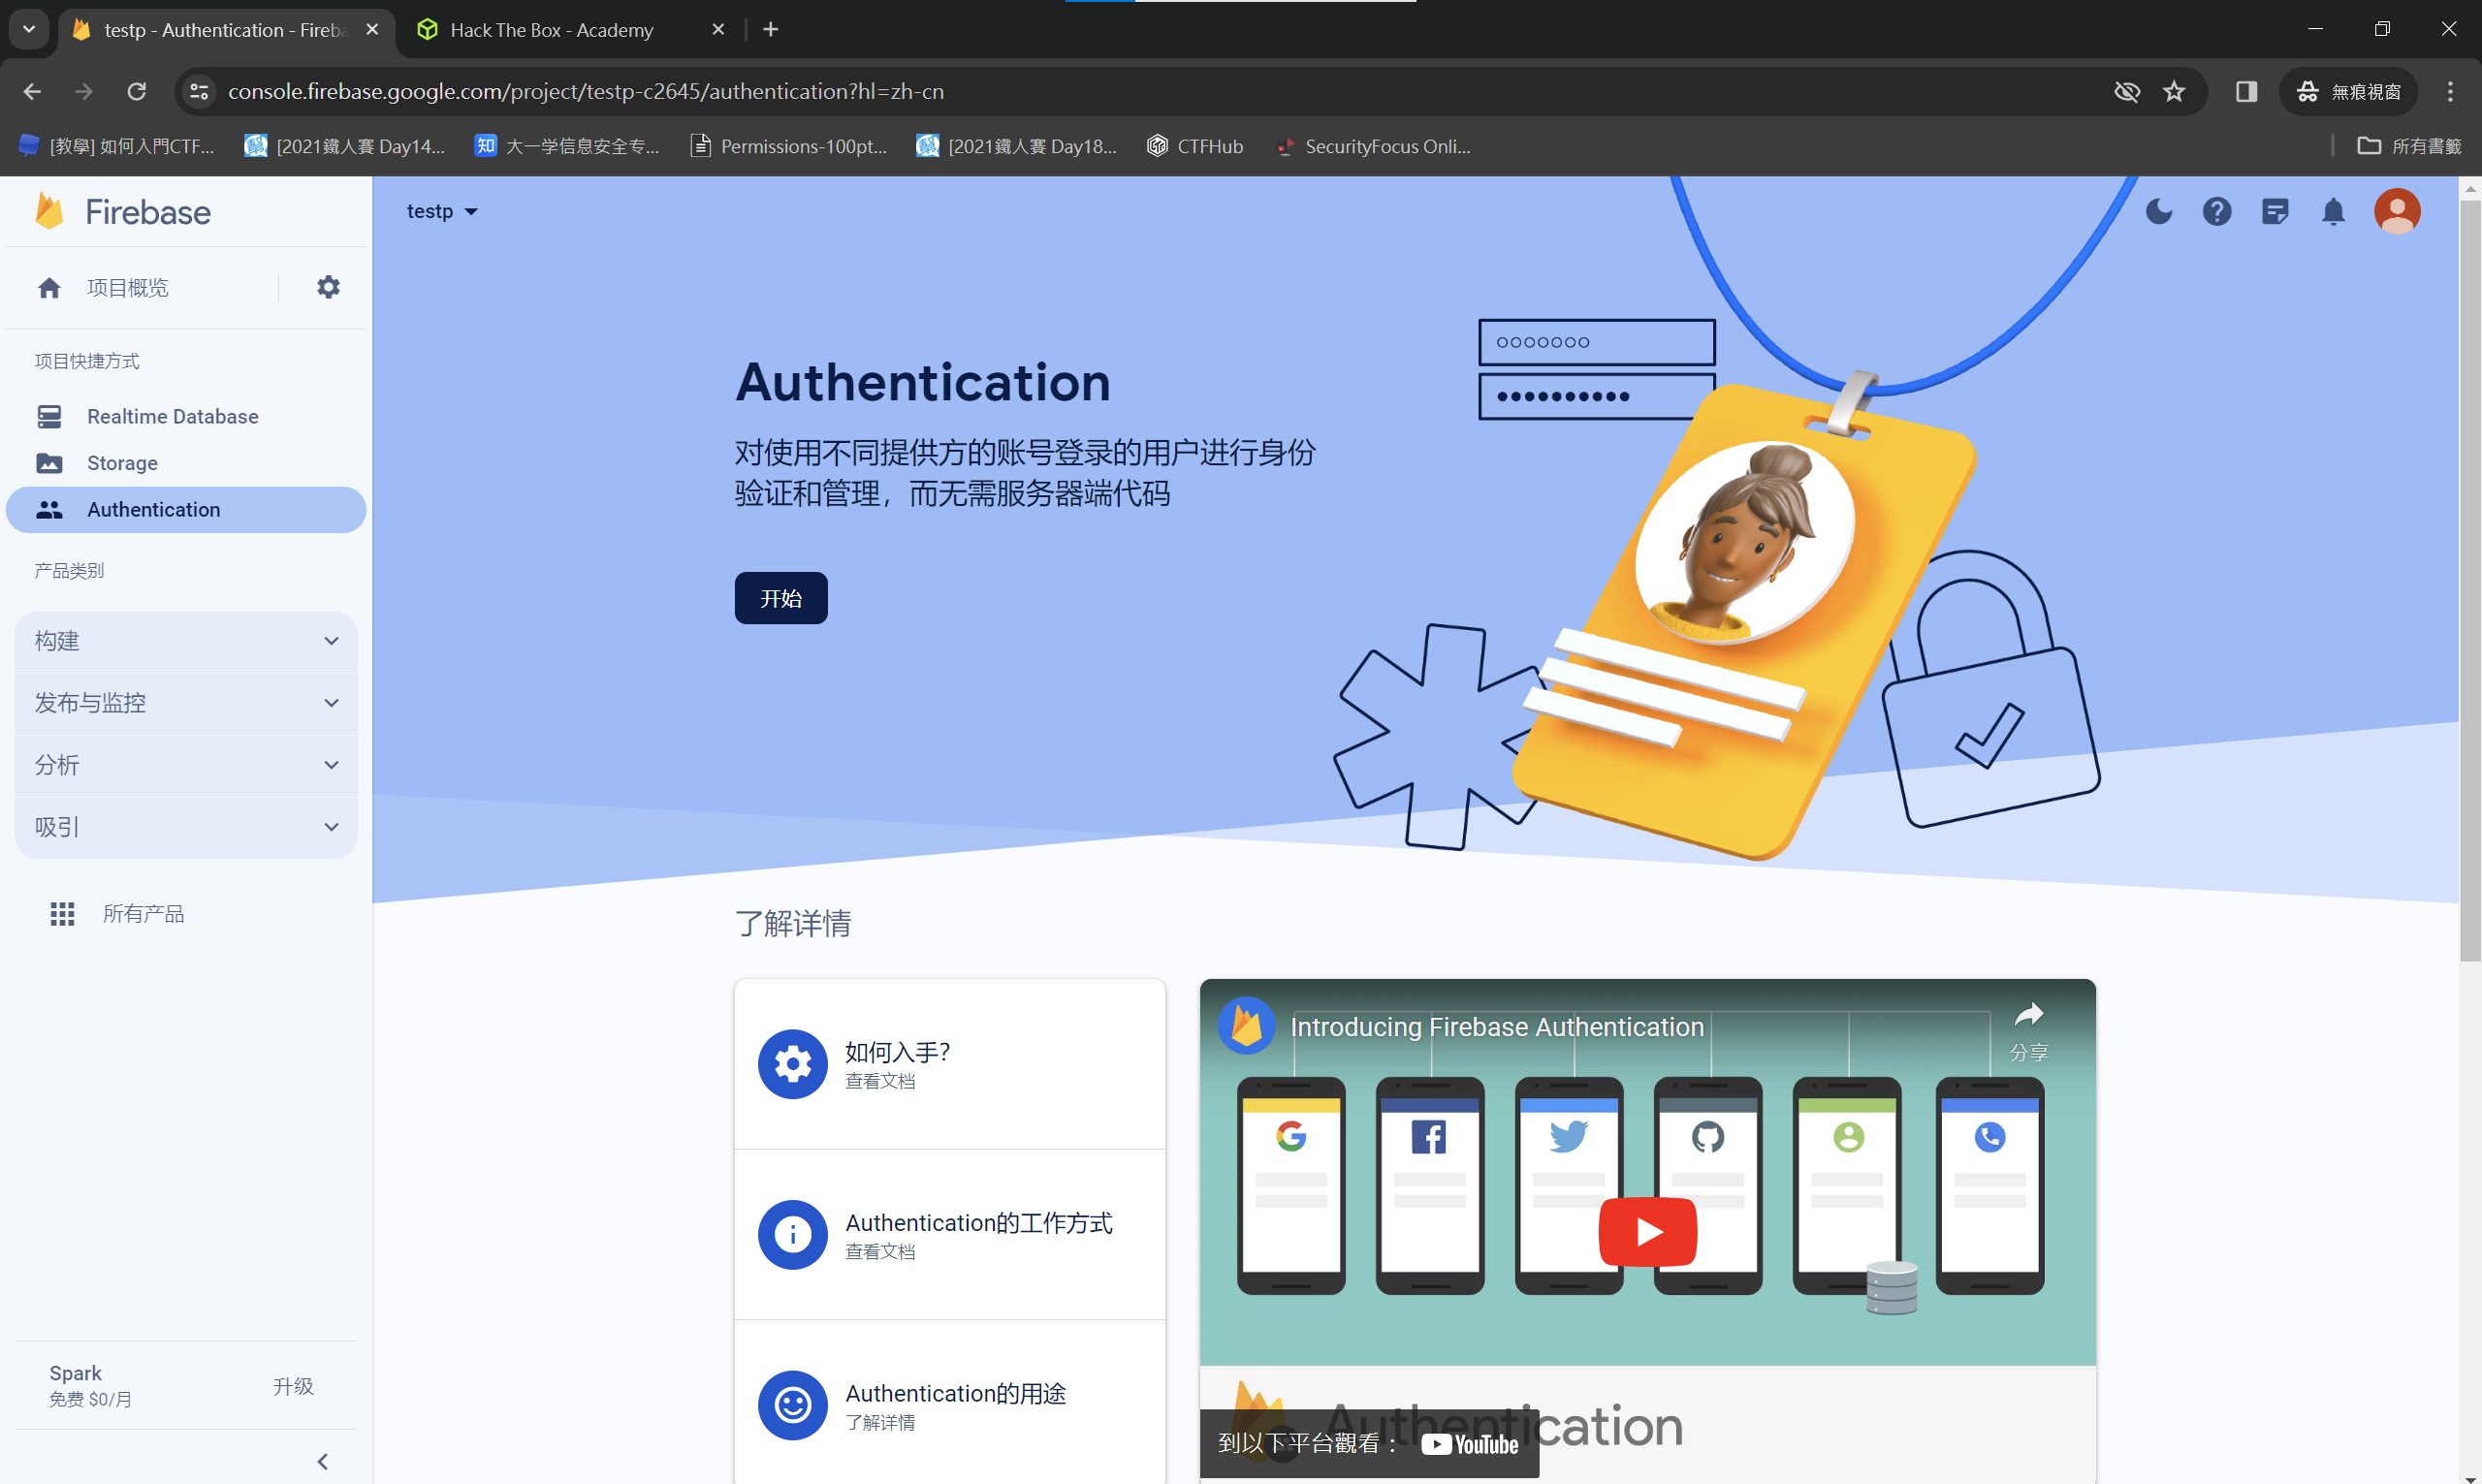 testp - Authentication - Fireba
Hack The Box - Academy
console.firebase.google.com/project/testp-c2645/authentication?hl=zh-cn
無痕視窗
[教學] 如何入門CTF...
[2021鐵人賽 Day14...
知
大一学信息安全专...
Permissions-100pt...
[2021鐵人賽 Day18...
CTFHub
SecurityFocus Onli...
所有書籤
Firebase
testp
项目概览
项目快捷方式
Realtime Database
Storage
Authentication
产品类别
构建
发布与监控
分析
吸引
所有产品
Spark
免费 $0/月
升级
Authentication
对使用不同提供方的账号登录的用户进行身份
验证和管理，而无需服务器端代码
开始
了解详情
如何入手？
查看文档
Authentication的工作方式
查看文档
Authentication的用途
了解详情
Introducing Firebase Authentication
分享
Authentication
到以下平台觀看：
YouTube